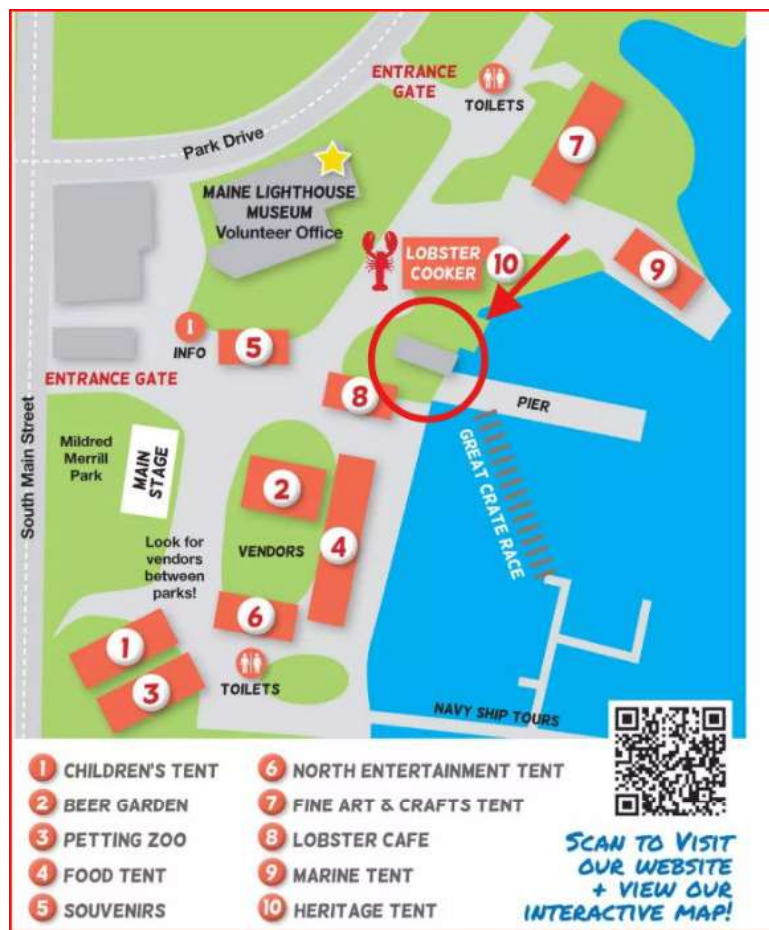 ENTRANCE
GATE
TOILETS
Park Drive
7
MAINE LIGHTHOUSE
MUSEUM
Volunteer Office
LOBSTER
COOKER
10
9
i
INFO
5
ENTRANCE GATE
8
PIER
South Main Street
Mildred
Merrill
Park
MAIN
STAGE
GREAT CRATE RACE
2
Look for
vendors
between
parks!
VENDORS
4
6
1
3
TOILETS
NAVY SHIP TOURS
1 CHILDREN'S TENT
2 BEER GARDEN
3 PETTING ZOO
4 FOOD TENT
5 SOUVENIRS
6 NORTH ENTERTAINMENT TENT
7 FINE ART & CRAFTS TENT
8 LOBSTER CAFE
9 MARINE TENT
10 HERITAGE TENT
SCAN TO VISIT
OUR WEBSITE
+ VIEW OUR
INTERACTIVE MAP!